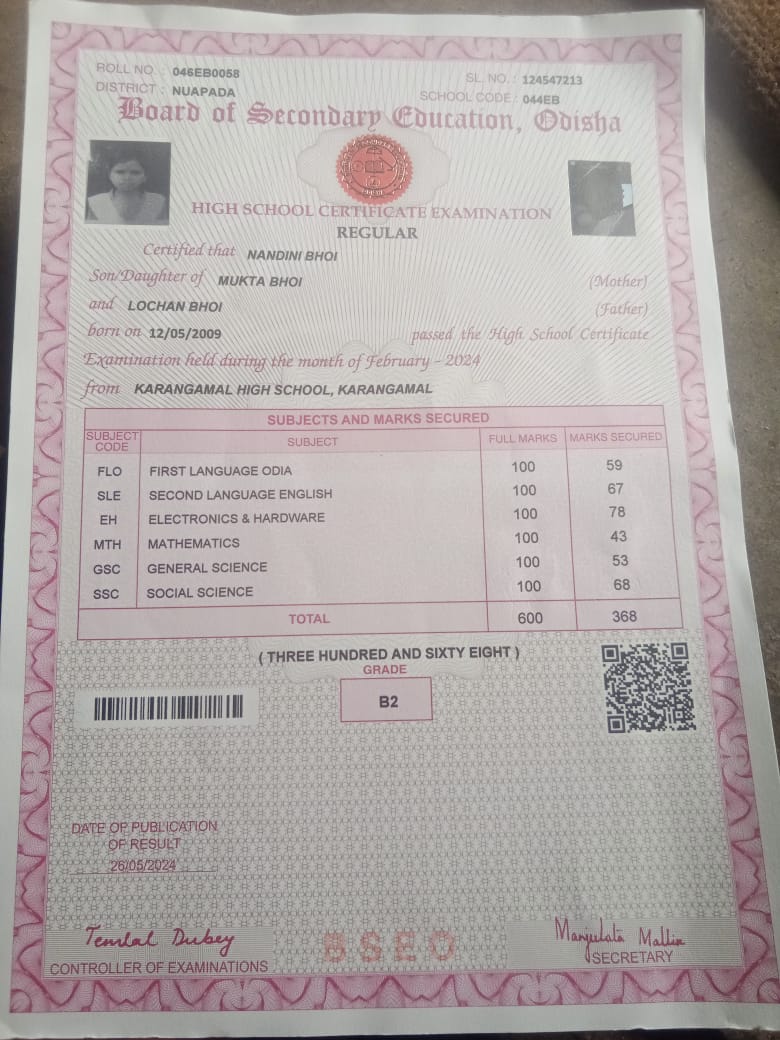 ROLL NO. : 046EB0058
SL. NO. : 124547213
DISTRICT : NUAPADA
SCHOOL CODE : 044EB
Board of Secondary Education, Odisha
HIGH SCHOOL CERTIFICATE EXAMINATION
REGULAR
Certified that NANDINI BHOI
Son/Daughter of MUKTA BHOI (Mother)
and LOCHAN BHOI (Father)
born on 12/05/2009 passed the High School Certificate
Examination held during the month of February - 2024
from KARANGAMAL HIGH SCHOOL, KARANGAMAL
SUBJECTS AND MARKS SECURED
SUBJECT CODE SUBJECT FULL MARKS MARKS SECURED
FLO FIRST LANGUAGE ODIA 100 59
SLE SECOND LANGUAGE ENGLISH 100 67
EH ELECTRONICS & HARDWARE 100 78
MTH MATHEMATICS 100 43
GSC GENERAL SCIENCE 100 53
SSC SOCIAL SCIENCE 100 68
TOTAL 600 368
( THREE HUNDRED AND SIXTY EIGHT )
GRADE
B2
DATE OF PUBLICATION
OF RESULT
26/05/2024
Dubey
CONTROLLER OF EXAMINATIONS
BSEO
Manjulata
SECRETARY